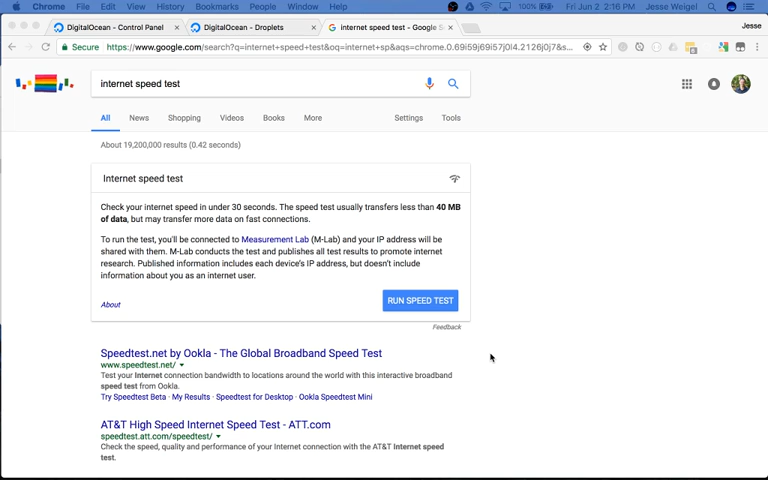 Chrome File Edit View History Bookmarks People Window Help 100% Fri Jun 2 2:16 PM Jesse Weigel
DigitalOcean - Control Panel × DigitalOcean - Droplets × internet speed test - Google S × Jesse
Secure https://www.google.com/search?q=internet+speed+test&oq=internet+sp&aqs=chrome.0.69i59j69i57j0l4.2126j0j7&s...
internet speed test
All News Shopping Videos Books More Settings Tools
About 19,200,000 results (0.42 seconds)
Internet speed test
Check your internet speed in under 30 seconds. The speed test usually transfers less than 40 MB
of data, but may transfer more data on fast connections.
To run the test, you'll be connected to Measurement Lab (M-Lab) and your IP address will be
shared with them. M-Lab conducts the test and publishes all test results to promote internet
research. Published information includes each device's IP address, but doesn't include
information about you as an internet user.
About RUN SPEED TEST
Feedback
Speedtest.net by Ookla - The Global Broadband Speed Test
www.speedtest.net/
Test your Internet connection bandwidth to locations around the world with this interactive broadband
speed test from Ookla.
Try Speedtest Beta · My Results · Speedtest for Desktop · Ookla Speedtest Mini
AT&T High Speed Internet Speed Test - ATT.com
speedtest.att.com/speedtest/
Check the speed, quality and performance of your Internet connection with the AT&T Internet speed
test.